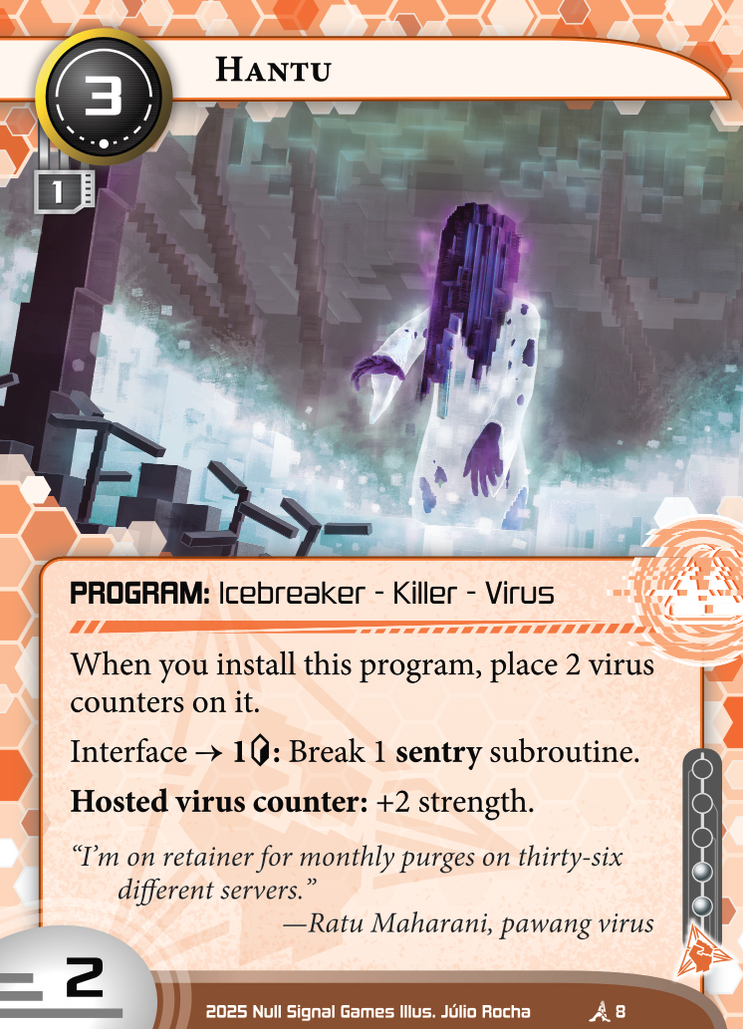 3
HANTU
1
PROGRAM: Icebreaker - Killer - Virus
When you install this program, place 2 virus
counters on it.
Interface → 1: Break 1 sentry subroutine.
Hosted virus counter: +2 strength.
“I’m on retainer for monthly purges on thirty-six
different servers.”
—Ratu Maharani, pawang virus
2
2025 Null Signal Games Illus. Júlio Rocha
8